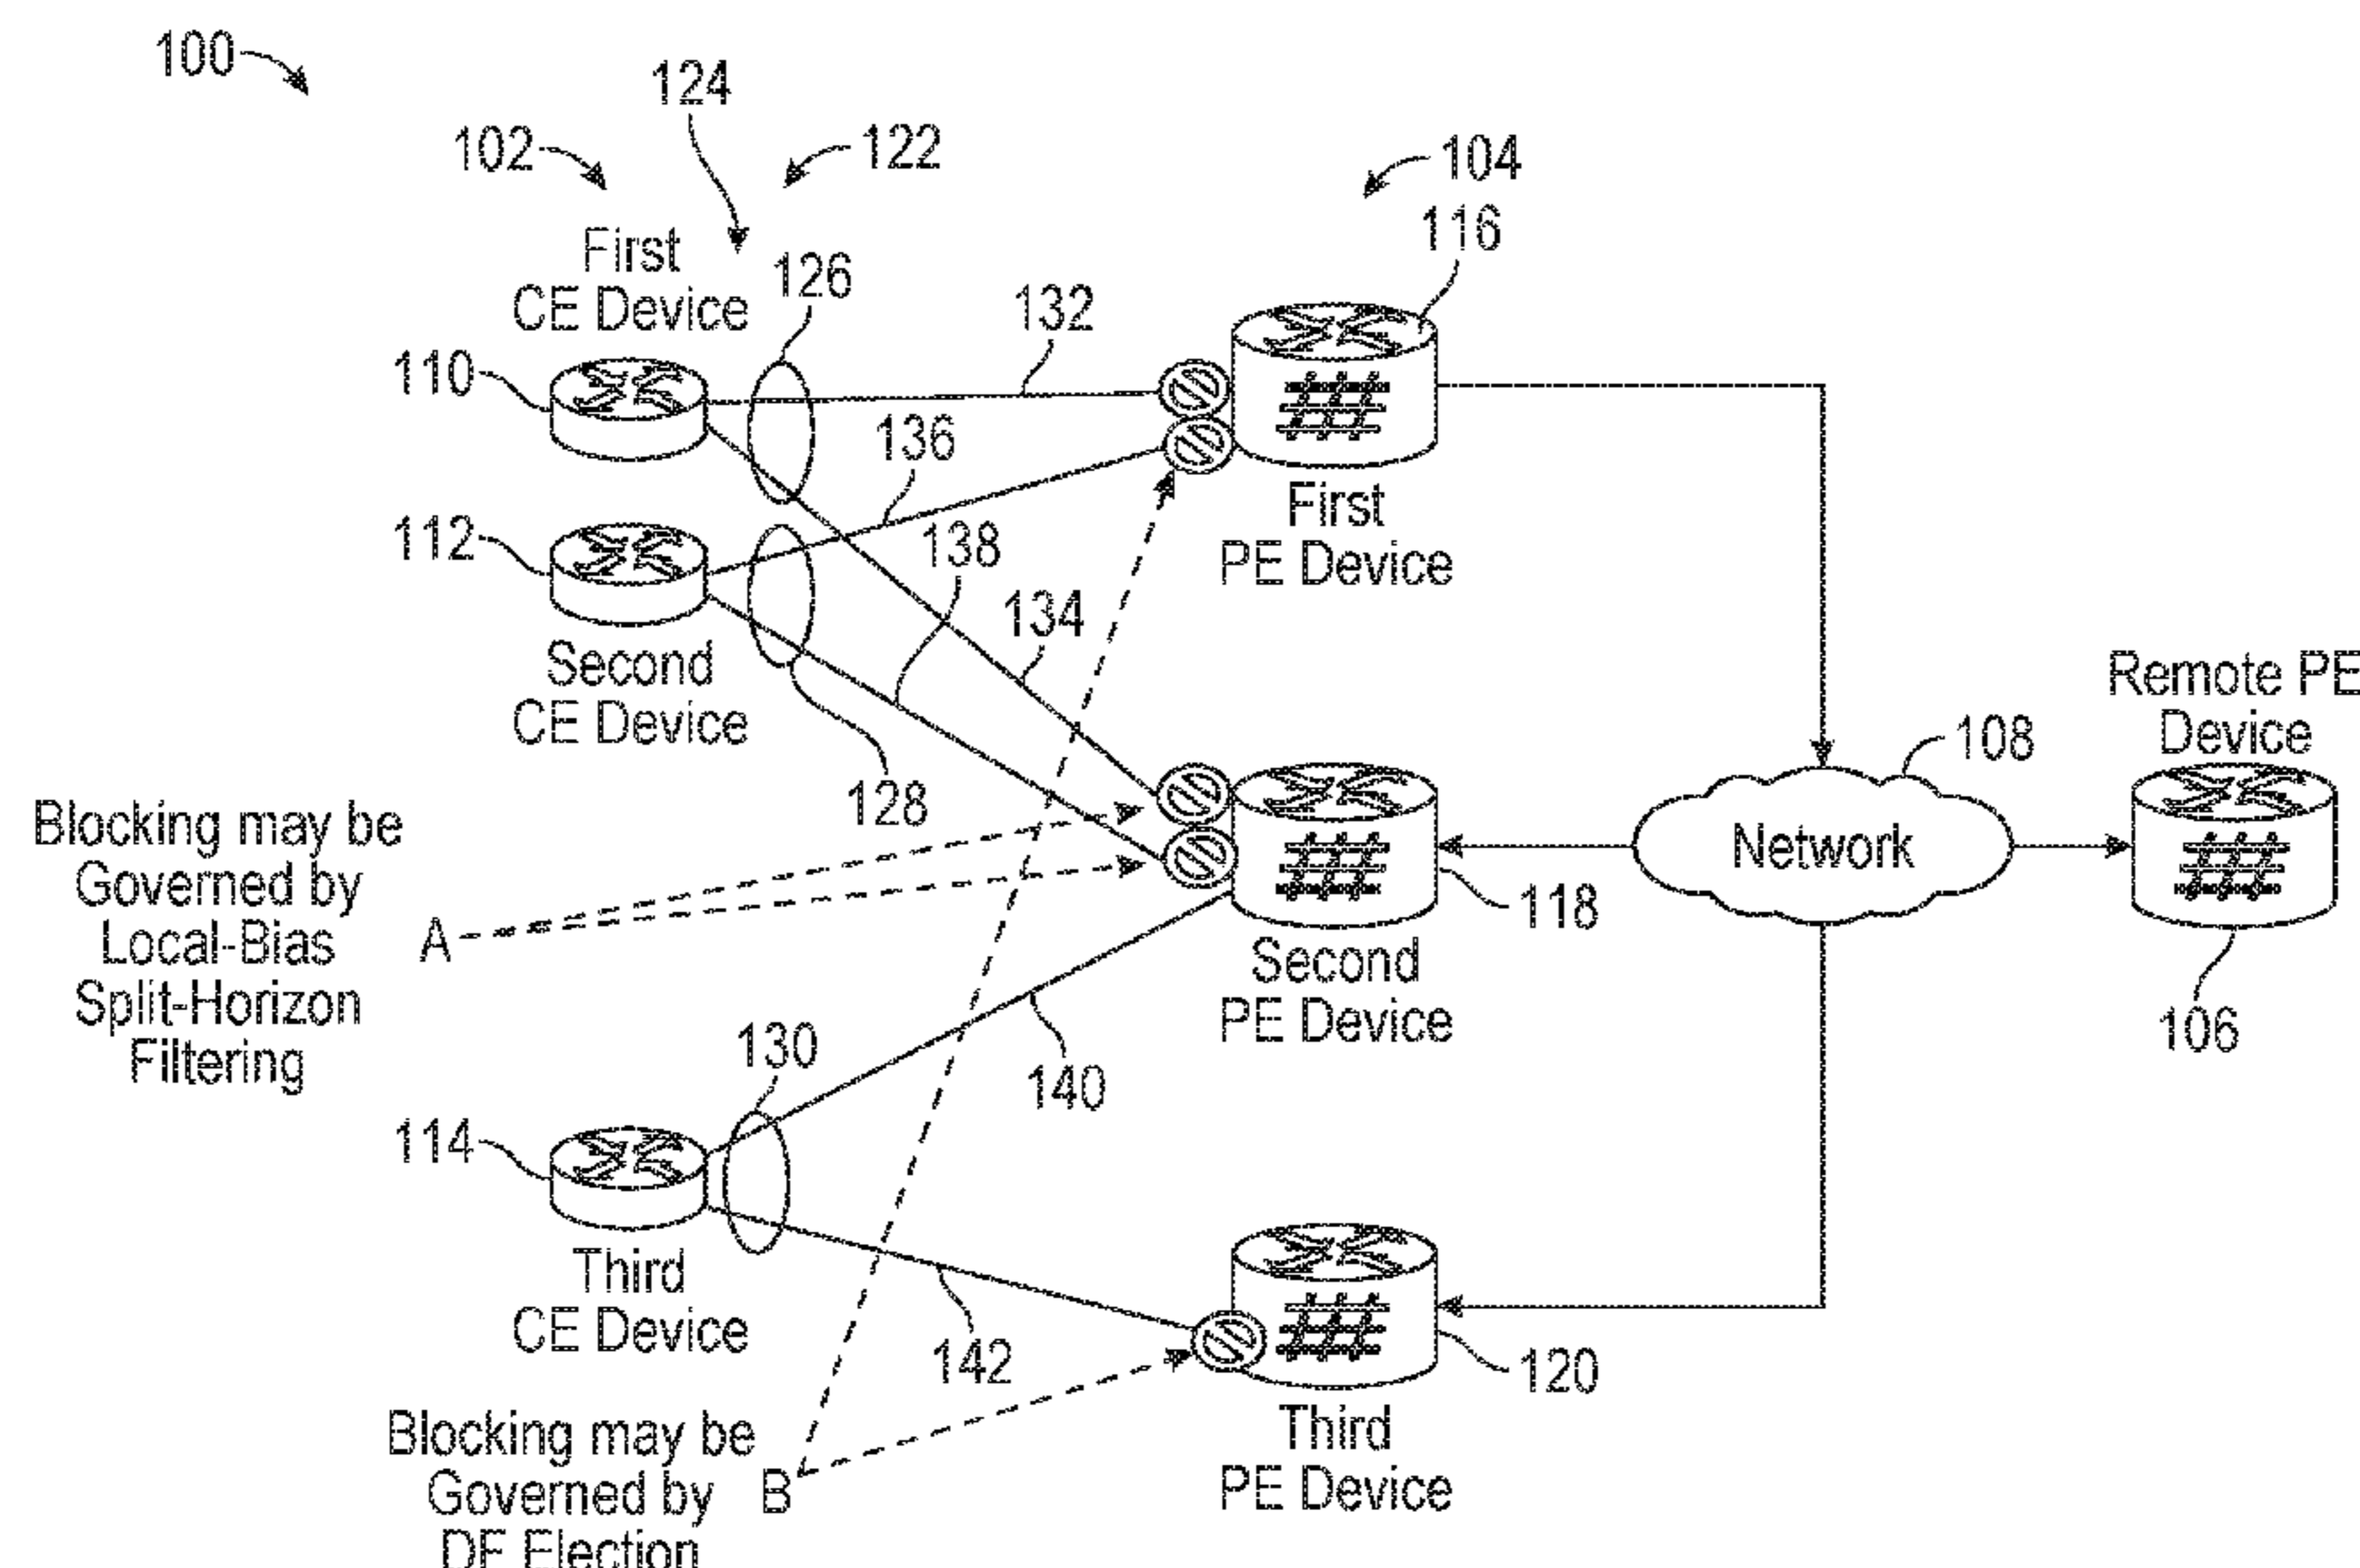 100
124
102
122
104
116
First
CE Device
126
132
110
136
First
PE Device
112
138
134
Second
CE Device
128
Remote PE
Device
108
Network
Blocking may be
Governed by
Local-Bias
Split-Horizon
Filtering
A
118
Second
PE Device
106
130
140
114
Third
CE Device
142
120
Third
PE Device
Blocking may be
Governed by
DF Election
B